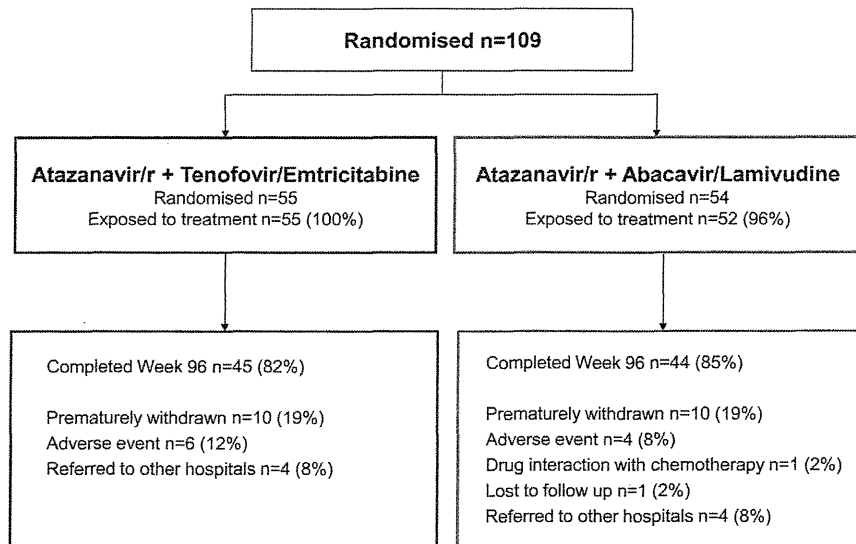 Randomised n=109
Atazanavir/r + Tenofovir/Emtricitabine
Randomised n=55
Exposed to treatment n=55 (100%)
Atazanavir/r + Abacavir/Lamivudine
Randomised n=54
Exposed to treatment n=52 (96%)
Completed Week 96 n=45 (82%)
Prematurely withdrawn n=10 (19%)
Adverse event n=6 (12%)
Referred to other hospitals n=4 (8%)
Completed Week 96 n=44 (85%)
Prematurely withdrawn n=10 (19%)
Adverse event n=4 (8%)
Drug interaction with chemotherapy n=1 (2%)
Lost to follow up n=1 (2%)
Referred to other hospitals n=4 (8%)